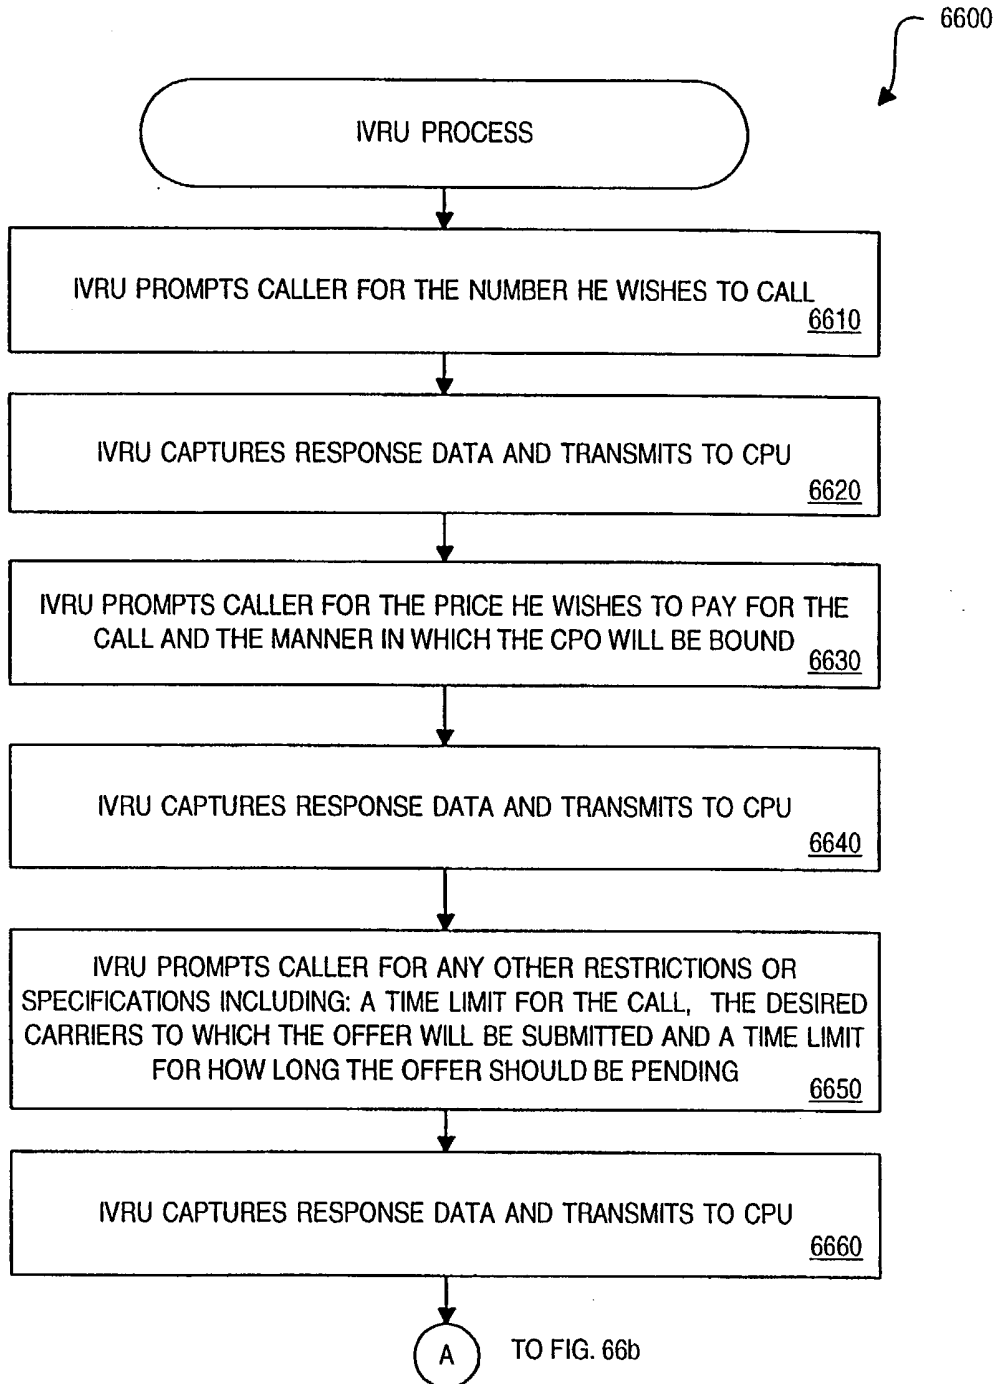 6600
IVRU PROCESS
IVRU PROMPTS CALLER FOR THE NUMBER HE WISHES TO CALL
6610
IVRU CAPTURES RESPONSE DATA AND TRANSMITS TO CPU
6620
IVRU PROMPTS CALLER FOR THE PRICE HE WISHES TO PAY FOR THE
CALL AND THE MANNER IN WHICH THE CPO WILL BE BOUND
6630
IVRU CAPTURES RESPONSE DATA AND TRANSMITS TO CPU
6640
IVRU PROMPTS CALLER FOR ANY OTHER RESTRICTIONS OR
SPECIFICATIONS INCLUDING: A TIME LIMIT FOR THE CALL, THE DESIRED
CARRIERS TO WHICH THE OFFER WILL BE SUBMITTED AND A TIME LIMIT
FOR HOW LONG THE OFFER SHOULD BE PENDING
6650
IVRU CAPTURES RESPONSE DATA AND TRANSMITS TO CPU
6660
A TO FIG. 66b